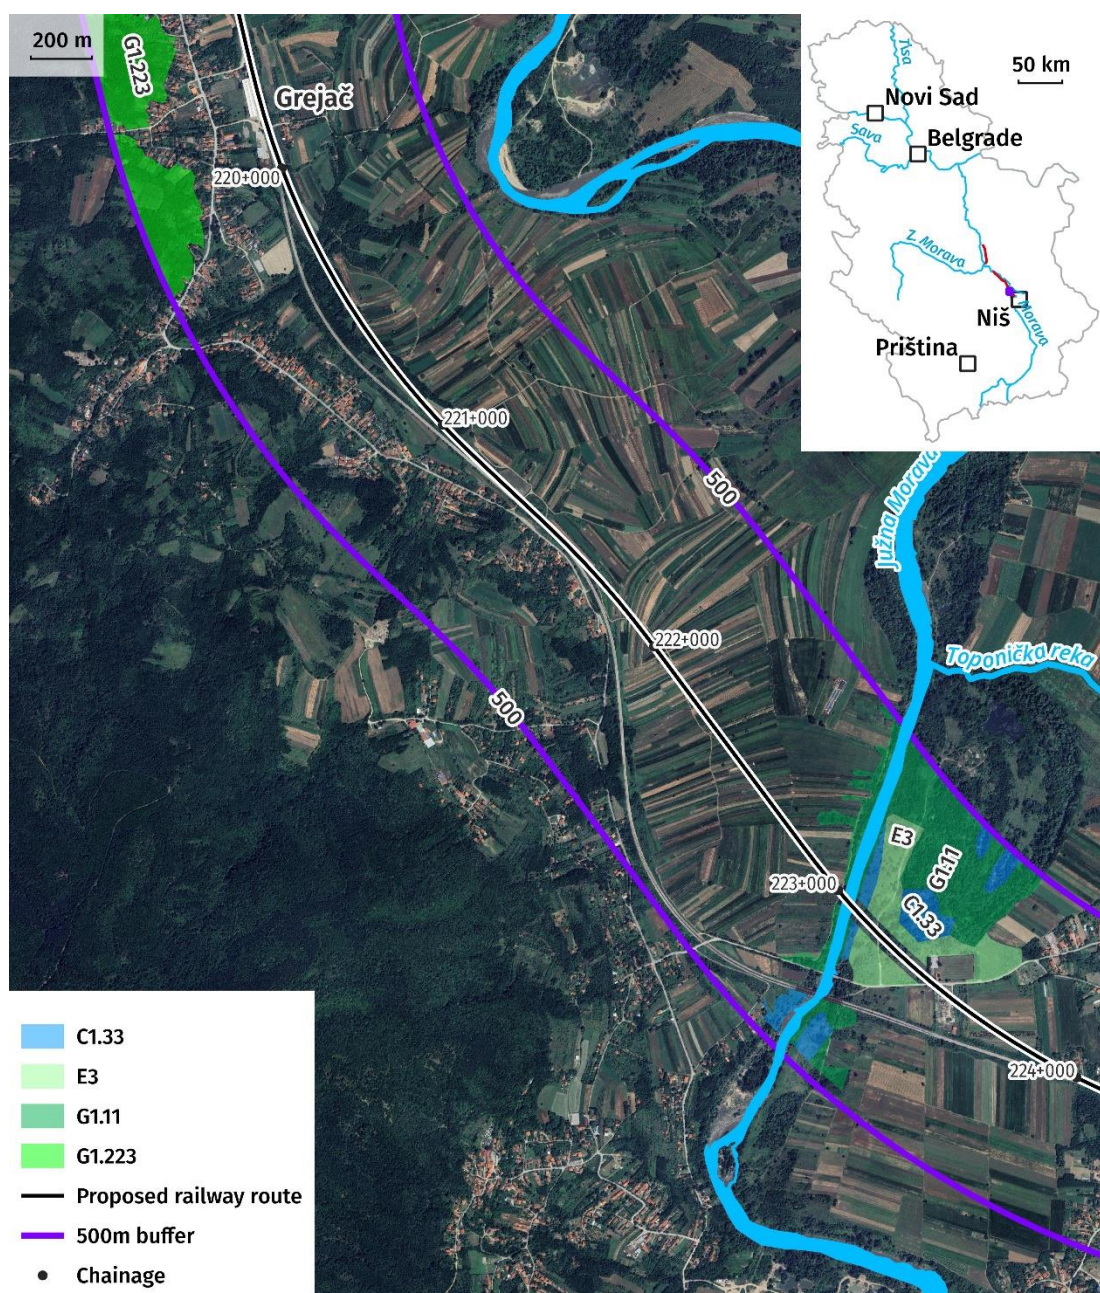 200 m
G1.223
Grejač
220+000
221+000
500
222+000
500
Južna Morava
Toponička reka
E3
G1.11
C1.33
223+000
224+000
50 km
Tisa
Novi Sad
Sava
Belgrade
Z. Morava
Niš
Morava
Priština
C1.33
E3
G1.11
G1.223
Proposed railway route
500m buffer
Chainage